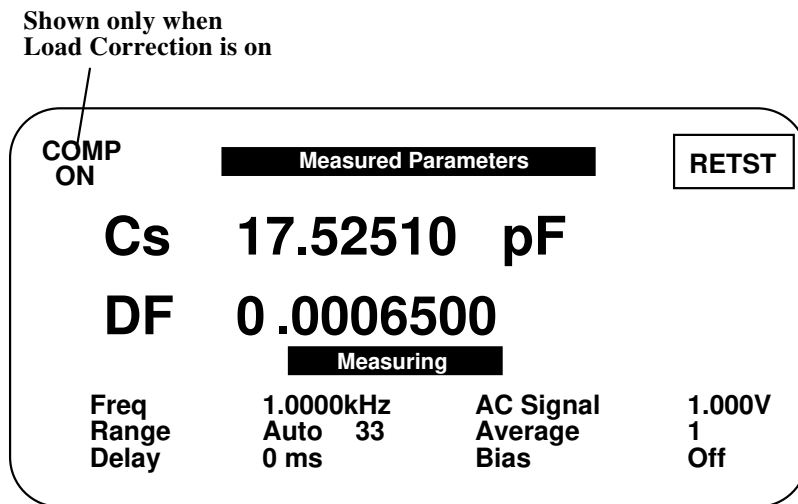 Shown only when
Load Correction is on
COMP
ON
Measured Parameters
RETST
Cs 17.52510 pF
DF 0.0006500
Measuring
Freq 1.0000kHz AC Signal 1.000V
Range Auto 33 Average 1
Delay 0 ms Bias Off